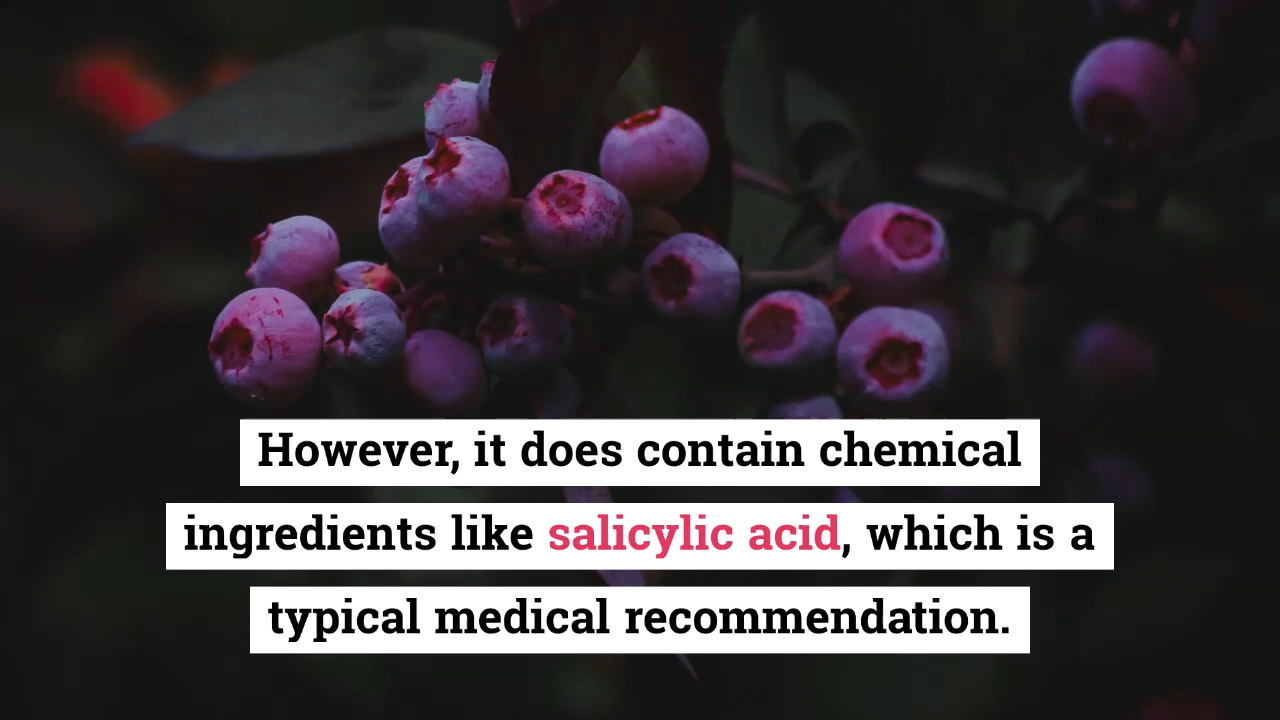 However, it does contain chemical
ingredients like salicylic acid, which is a
typical medical recommendation.